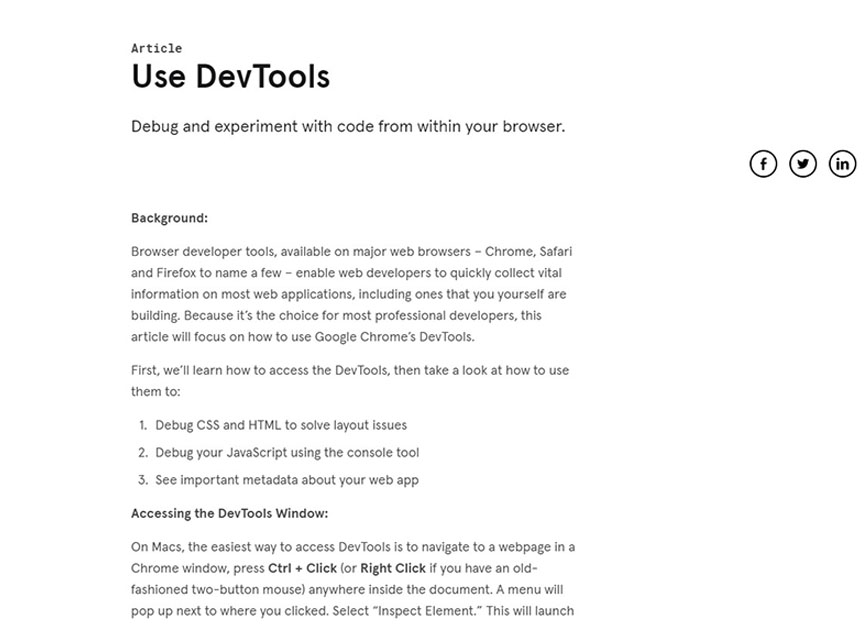 Article
Use DevTools
Debug and experiment with code from within your browser.
f
in
Background:
Browser developer tools, available on major web browsers – Chrome, Safari
and Firefox to name a few – enable web developers to quickly collect vital
information on most web applications, including ones that you yourself are
building. Because it’s the choice for most professional developers, this
article will focus on how to use Google Chrome’s DevTools.
First, we’ll learn how to access the DevTools, then take a look at how to use
them to:
1. Debug CSS and HTML to solve layout issues
2. Debug your JavaScript using the console tool
3. See important metadata about your web app
Accessing the DevTools Window:
On Macs, the easiest way to access DevTools is to navigate to a webpage in a
Chrome window, press Ctrl + Click (or Right Click if you have an old-
fashioned two-button mouse) anywhere inside the document. A menu will
pop up next to where you clicked. Select “Inspect Element.” This will launch